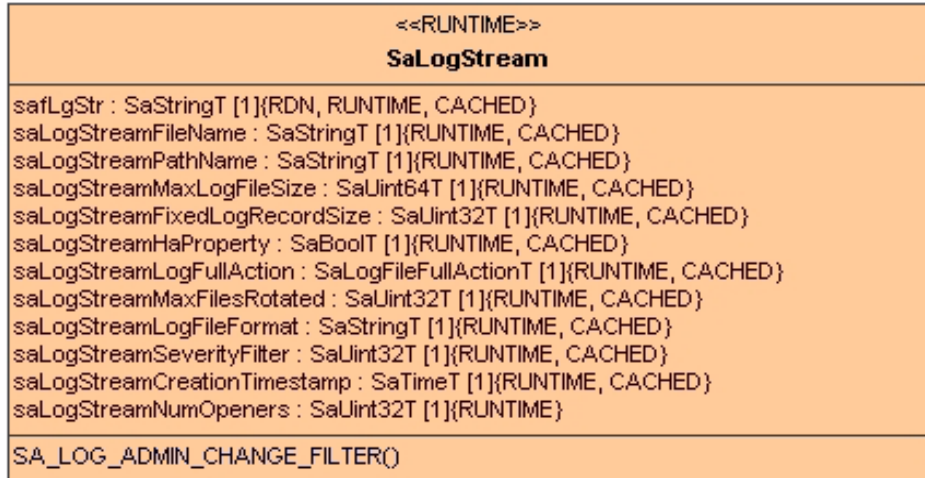 <<RUNTIME>>
SaLogStream
safLgStr : SaStringT [1]{RDN, RUNTIME, CACHED}
saLogStreamFileName : SaStringT [1]{RUNTIME, CACHED}
saLogStreamPathName : SaStringT [1]{RUNTIME, CACHED}
saLogStreamMaxLogFileSize : SaUint64T [1]{RUNTIME, CACHED}
saLogStreamFixedLogRecordSize : SaUint32T [1]{RUNTIME, CACHED}
saLogStreamHaProperty : SaBoolT [1]{RUNTIME, CACHED}
saLogStreamLogFullAction : SaLogFileFullActionT [1]{RUNTIME, CACHED}
saLogStreamMaxFilesRotated : SaUint32T [1]{RUNTIME, CACHED}
saLogStreamLogFileFormat : SaStringT [1]{RUNTIME, CACHED}
saLogStreamSeverityFilter : SaUint32T [1]{RUNTIME, CACHED}
saLogStreamCreationTimestamp : SaTimeT [1]{RUNTIME, CACHED}
saLogStreamNumOpeners : SaUint32T [1]{RUNTIME}
SA_LOG_ADMIN_CHANGE_FILTER()